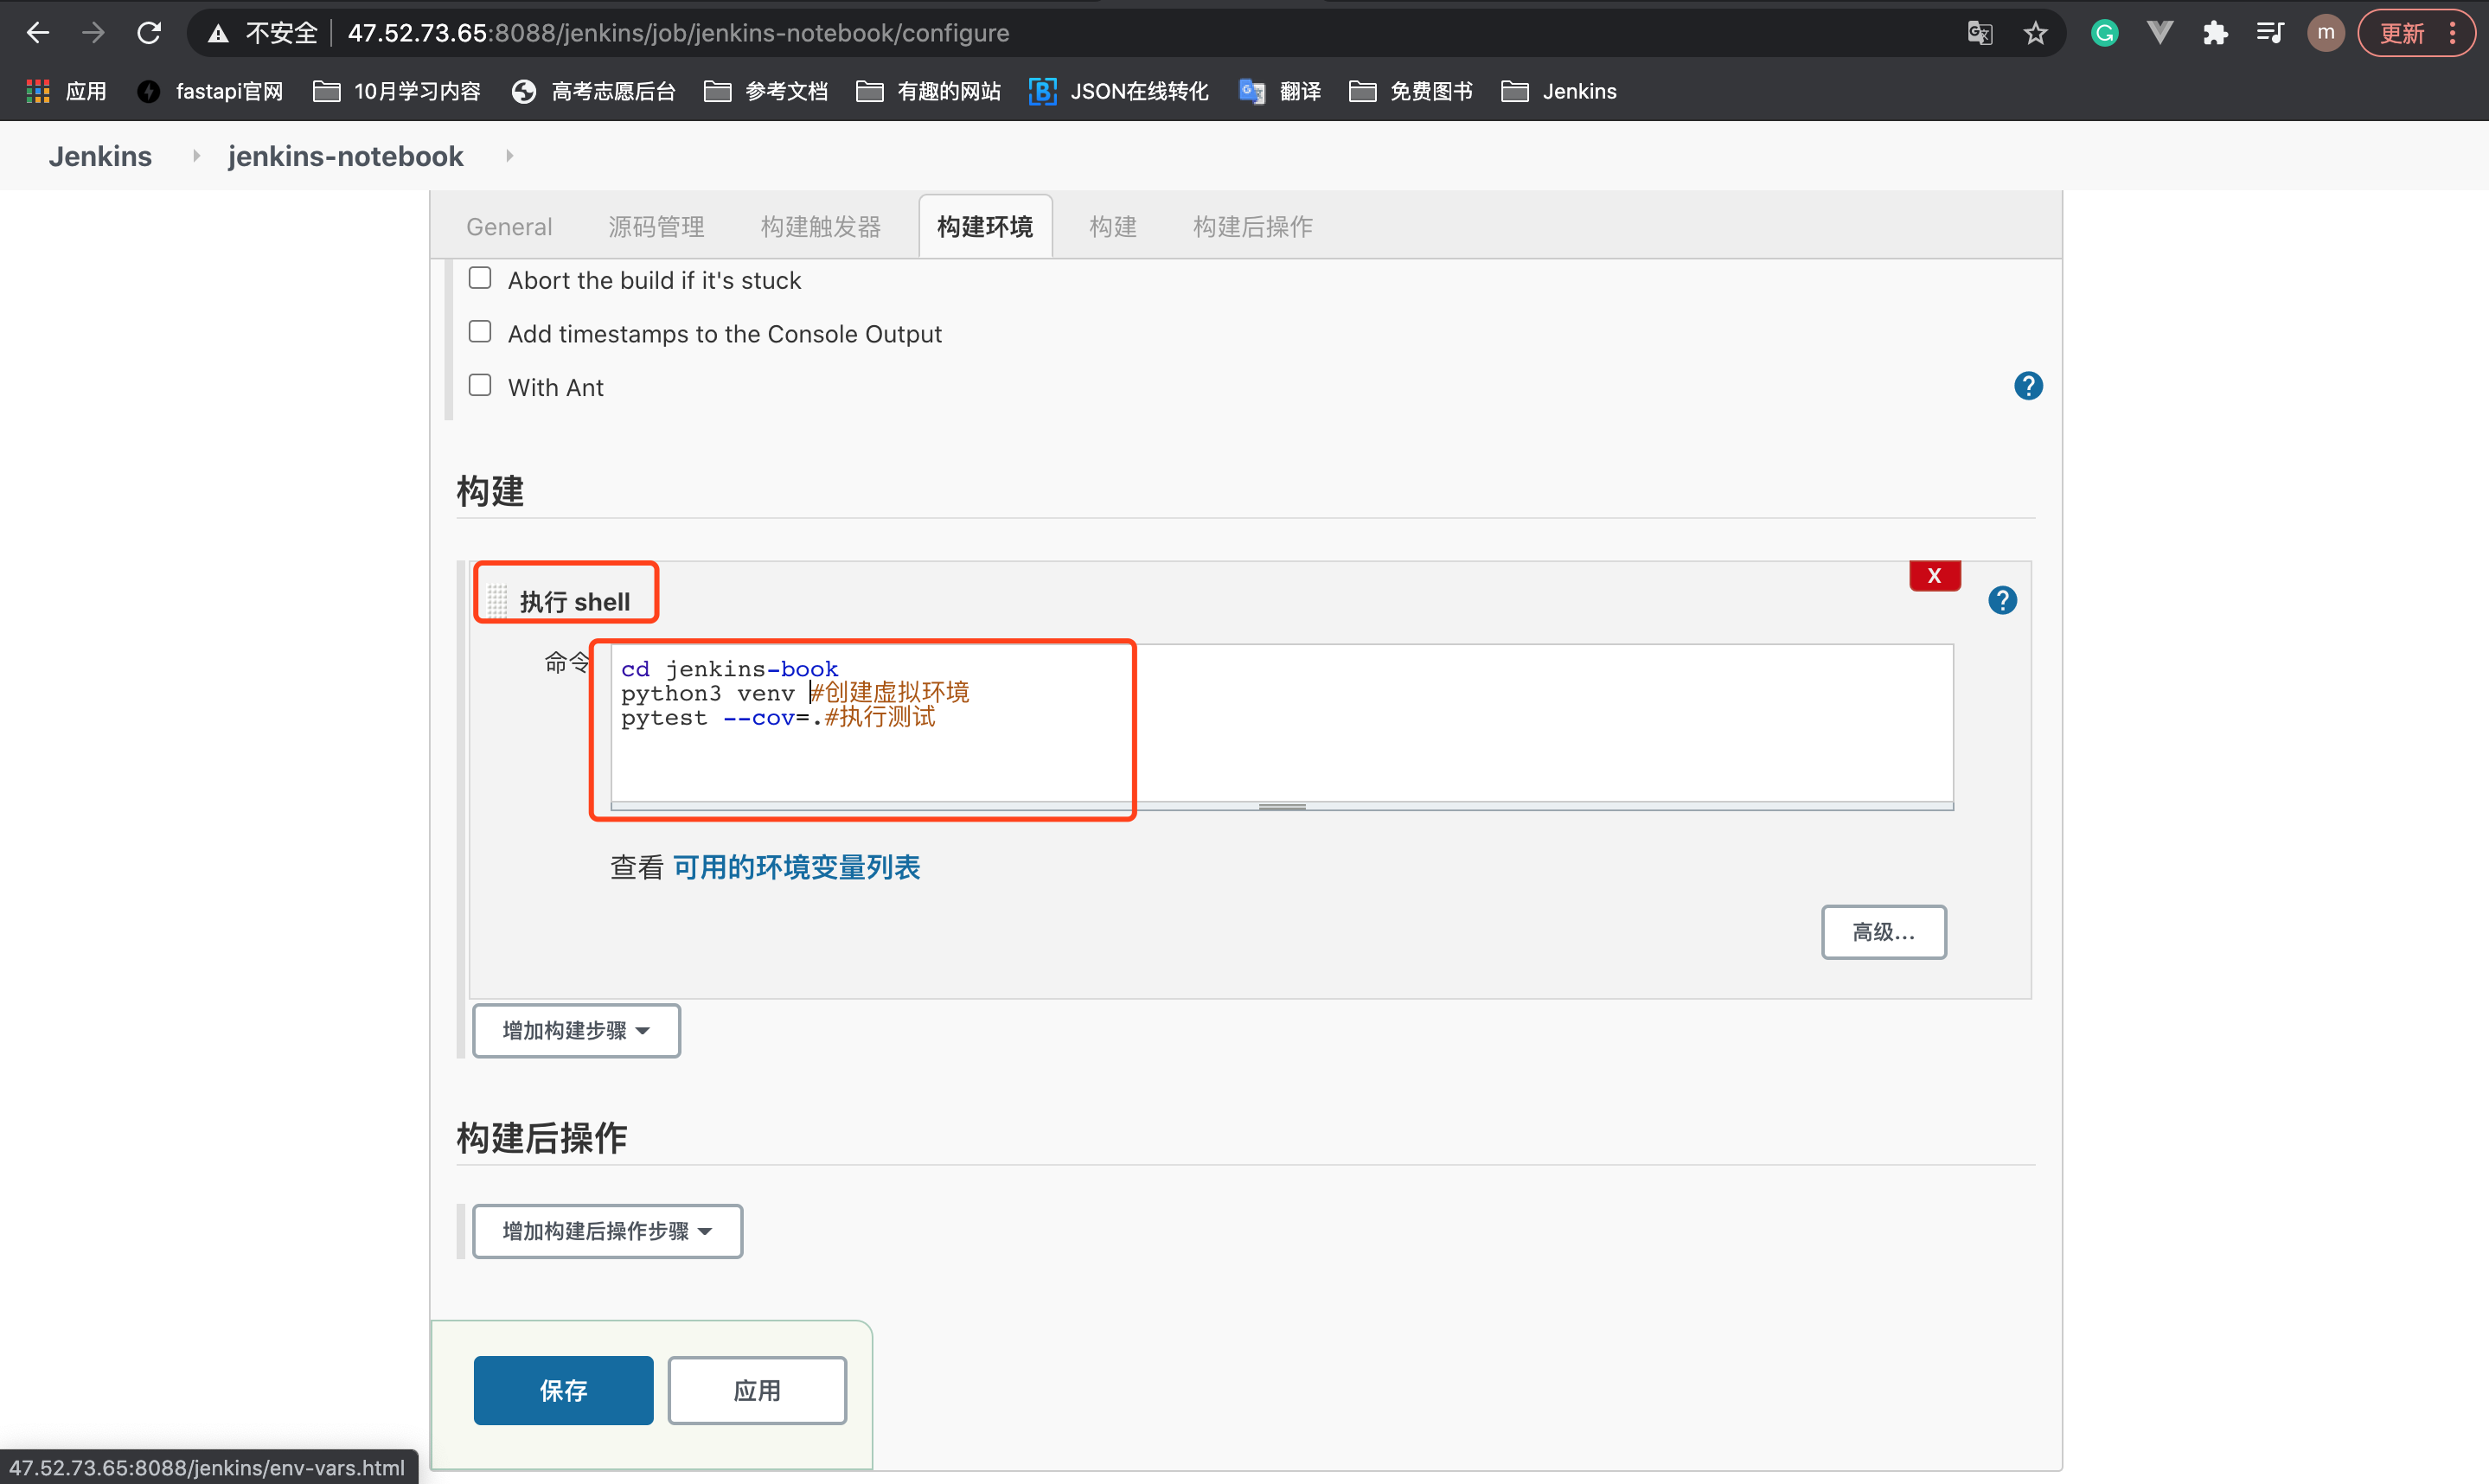 不安全 47.52.73.65:8088/jenkins/job/jenkins-notebook/configure m 更新
应用 fastapi官网 10月学习内容 高考志愿后台 参考文档 有趣的网站 JSON在线转化 翻译 免费图书 Jenkins
Jenkins jenkins-notebook
General 源码管理 构建触发器 构建环境 构建 构建后操作
Abort the build if it's stuck
Add timestamps to the Console Output
With Ant ?
构建
X
执行 shell ?
命令
cd jenkins-book
python3 venv #创建虚拟环境
pytest --cov=.#执行测试
查看 可用的环境变量列表
高级...
增加构建步骤
构建后操作
增加构建后操作步骤
保存 应用
47.52.73.65:8088/jenkins/env-vars.html